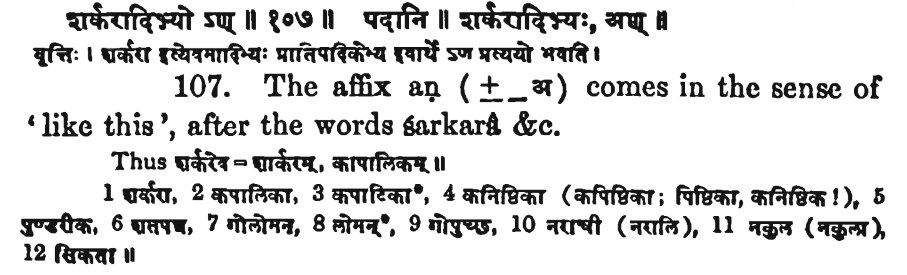 शर्करादिभ्यो ऽण् ॥ १०७ ॥ पदानि ॥ शर्करादिभ्यः, अण् ॥
वृत्तिः । शर्करा इत्येवमादिभ्यः प्रातिपदिकेभ्य इवार्थे ऽण प्रत्ययो भवति ।
107. The affix aṇ ( ± _ अ ) comes in the sense of
‘ like this ’, after the words śarkarâ &c.
Thus शर्करेव = शार्करम्, कापालिकम् ॥
1 शर्करा, 2 कपालिका, 3 कपाटिका*, 4 कनिष्ठिका (कपिष्ठिका ; पिष्ठिका, कनिष्ठिक !), 5
पुण्डरीक, 6 शतपत्र, 7 गोलोमन, 8 लोमन्*, 9 गोपुच्छ, 10 नराची (नरालि), 11 नकुल (नकुला),
12 सिकता ॥